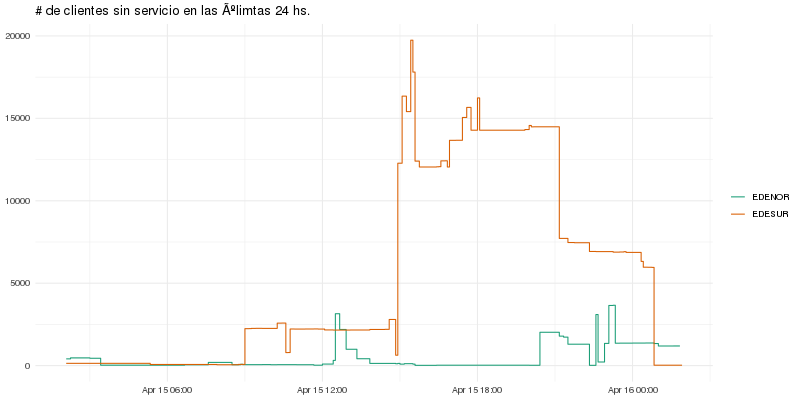 # de clientes sin servicio en las Ãºlimtas 24 hs.
20000
15000
10000
5000
0
Apr 15 06:00
Apr 15 12:00
Apr 15 18:00
Apr 16 00:00
EDENOR
EDESUR